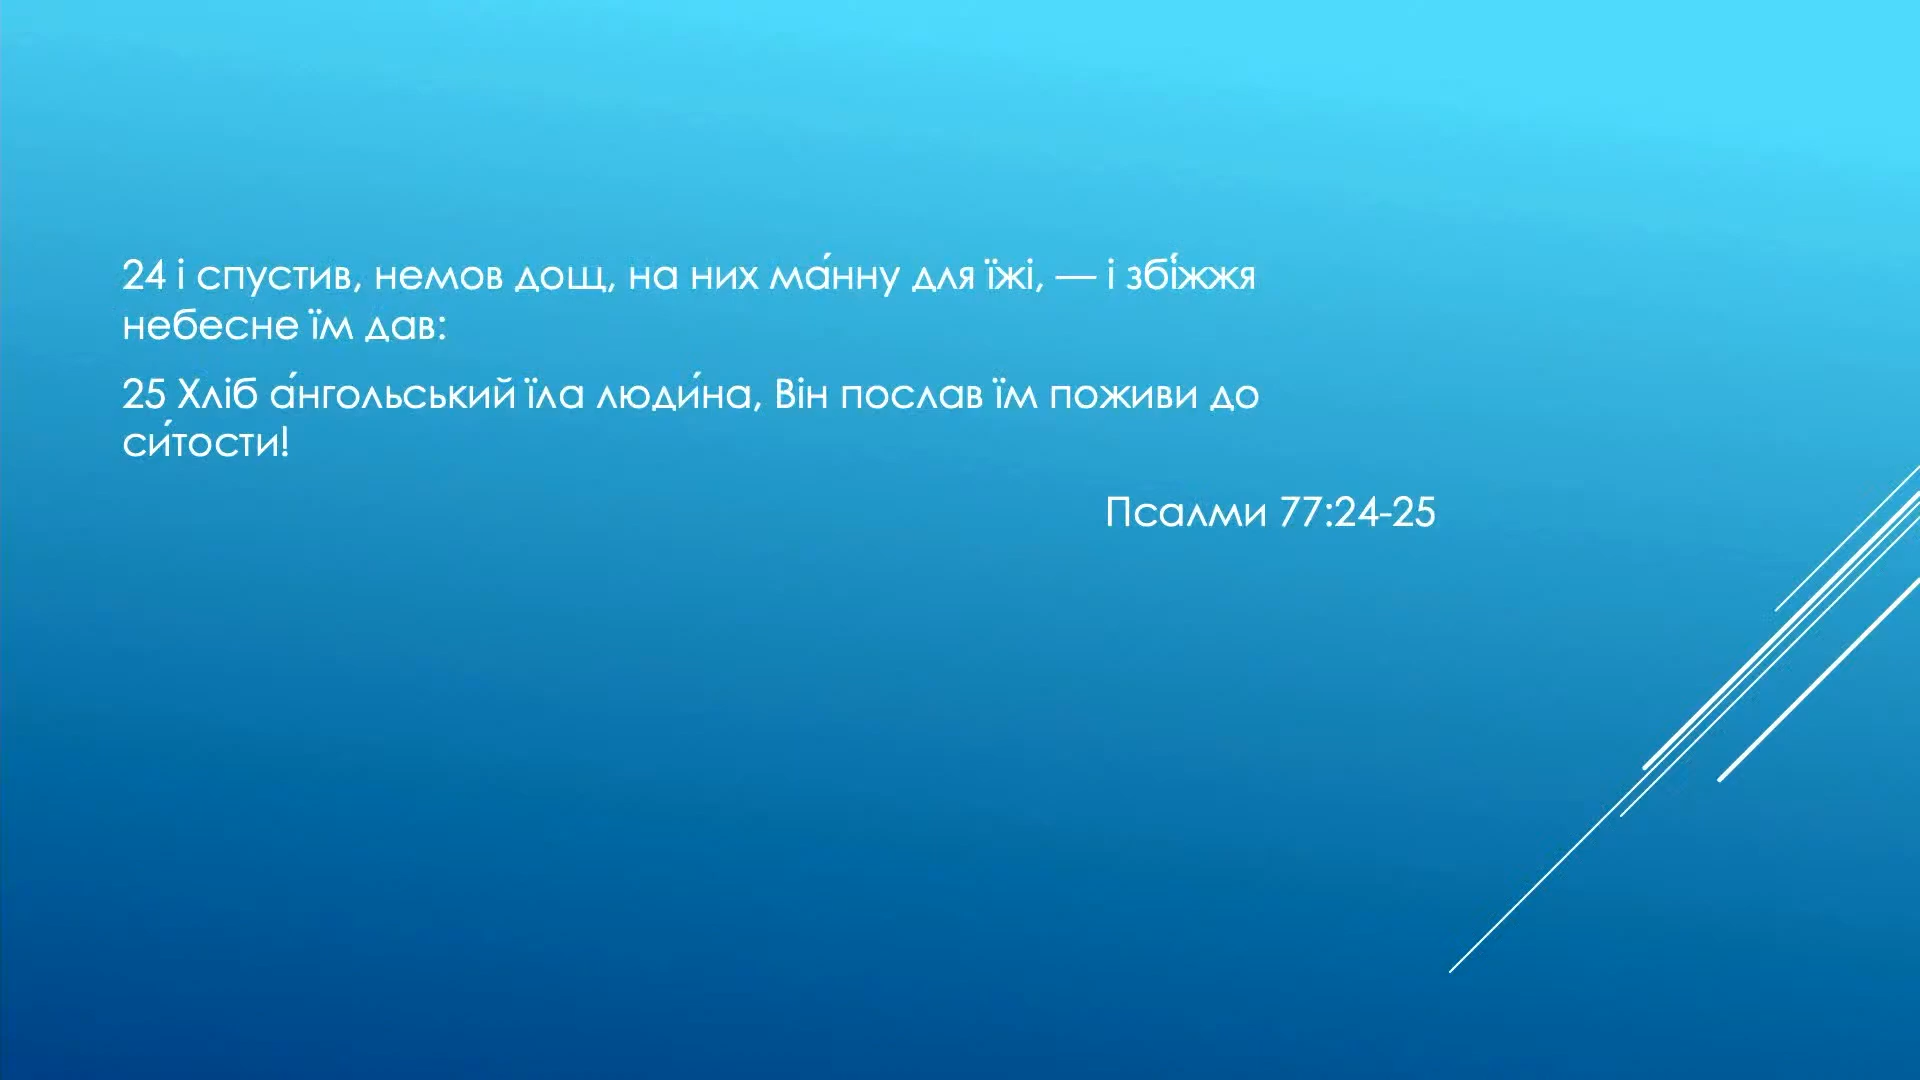 24 і спустив, немов дощ, на них ма́нну для їжі, — і збі́жжя
небесне їм дав:
25 Хліб а́нгольський їла люди́на, Він послав їм поживи до
си́тости!
Псалми 77:24-25